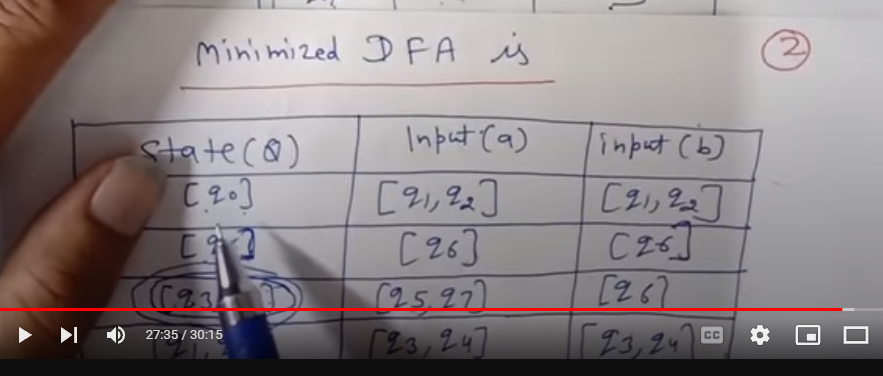 Minimized DFA is
2
State (Q) Input (a) input (b)
[q0] [q1, q2] [q1, q2]
[q6] [q6]
[q5, q7] [q6]
[q3, q4] [q3, q4]
27:35 / 30:15
CC